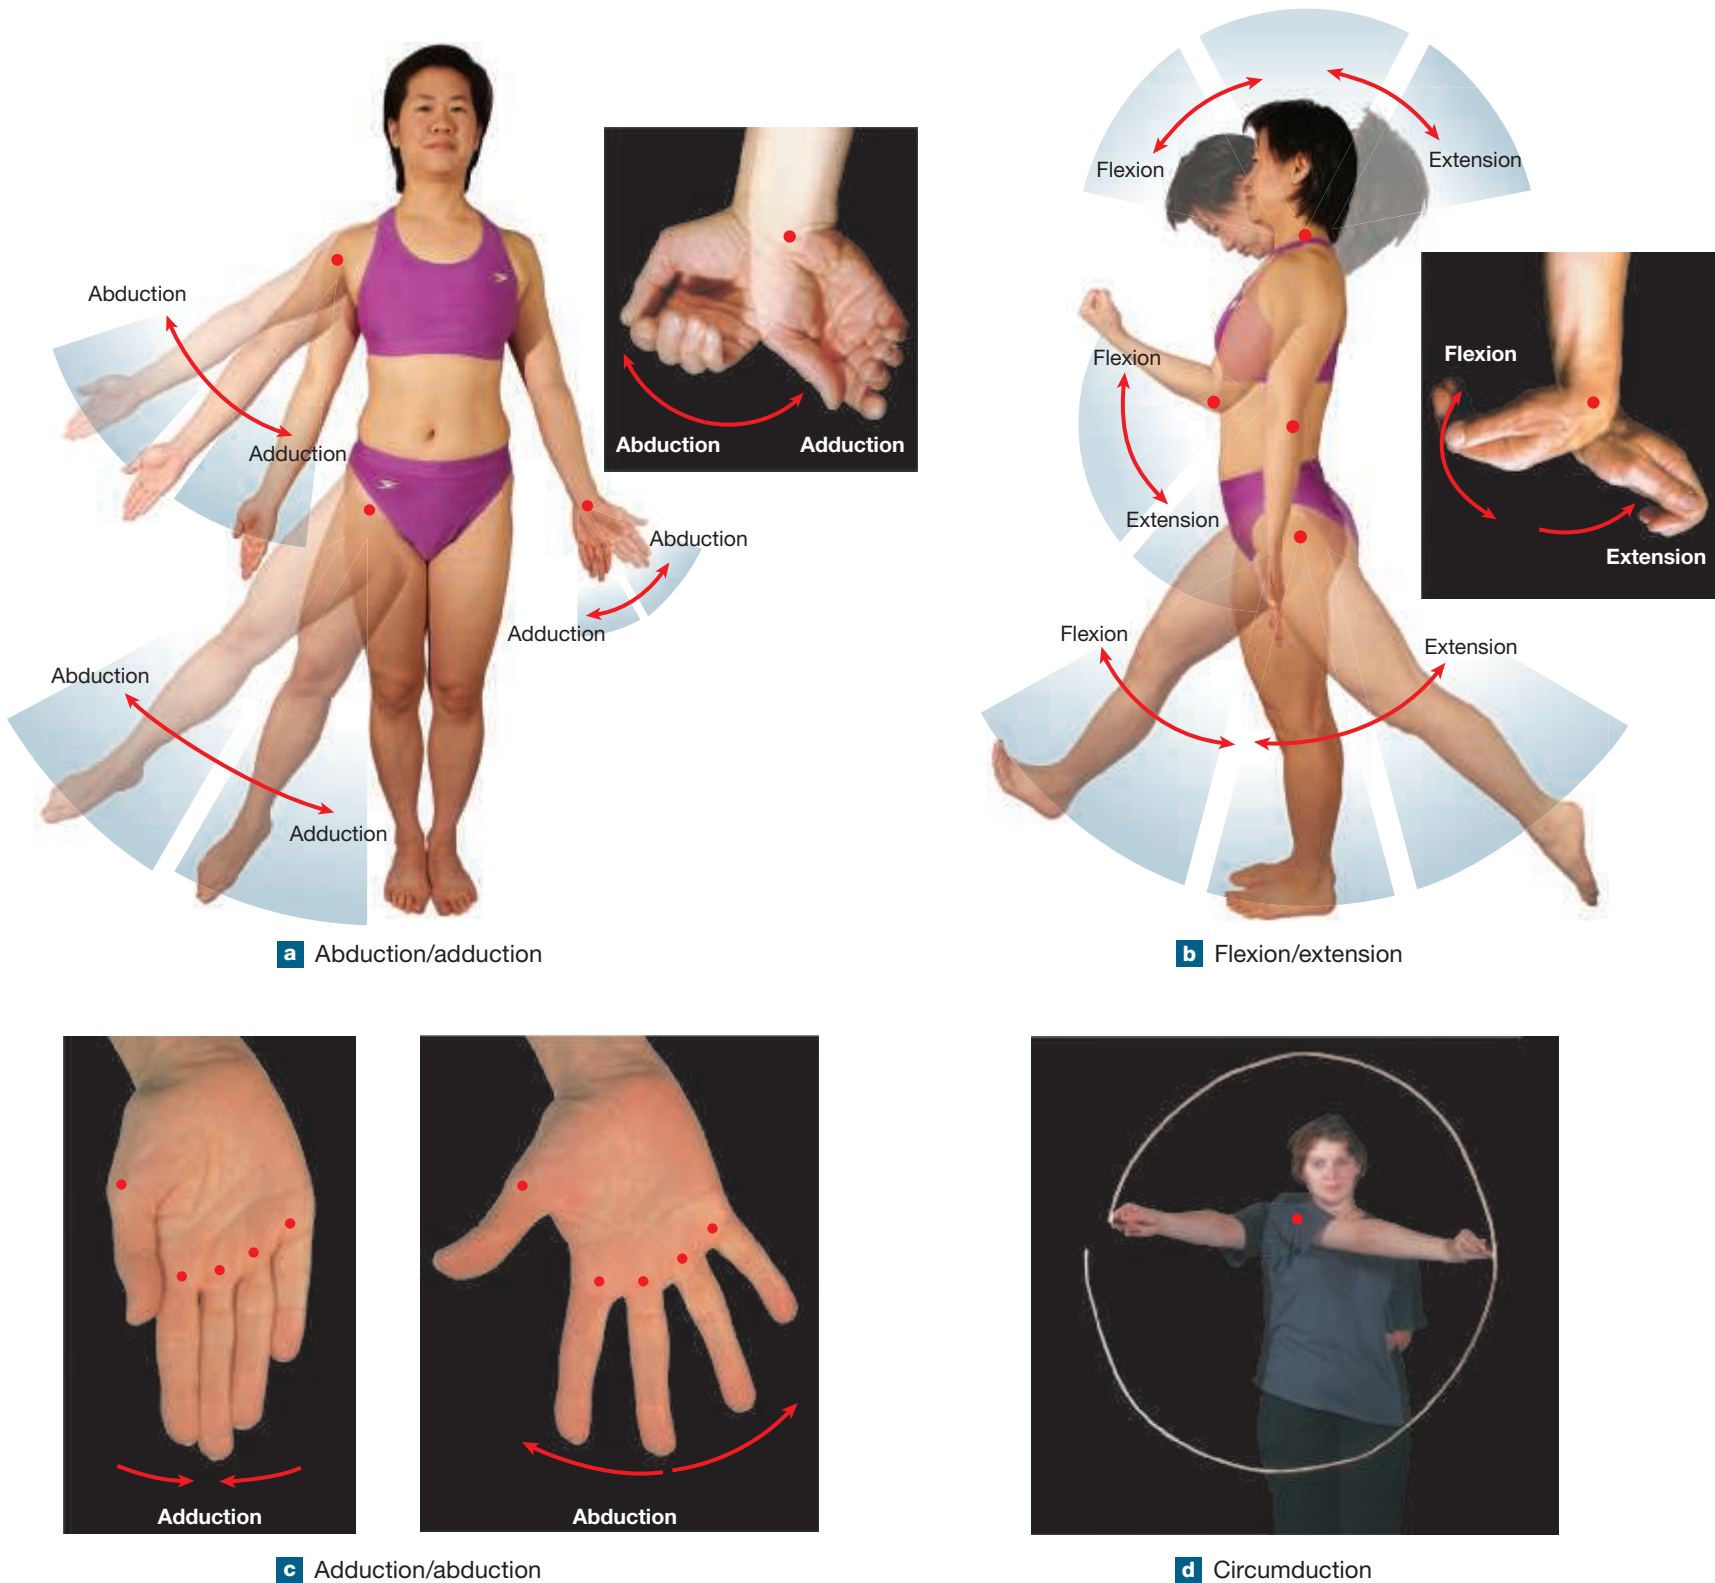 Abduction
Adduction
Abduction
Adduction
Abduction
Adduction
Abduction
Adduction
a Abduction/adduction
Flexion
Extension
Flexion
Extension
Flexion
Extension
Flexion
Extension
b Flexion/extension
Adduction
Abduction
c Adduction/abduction
d Circumduction